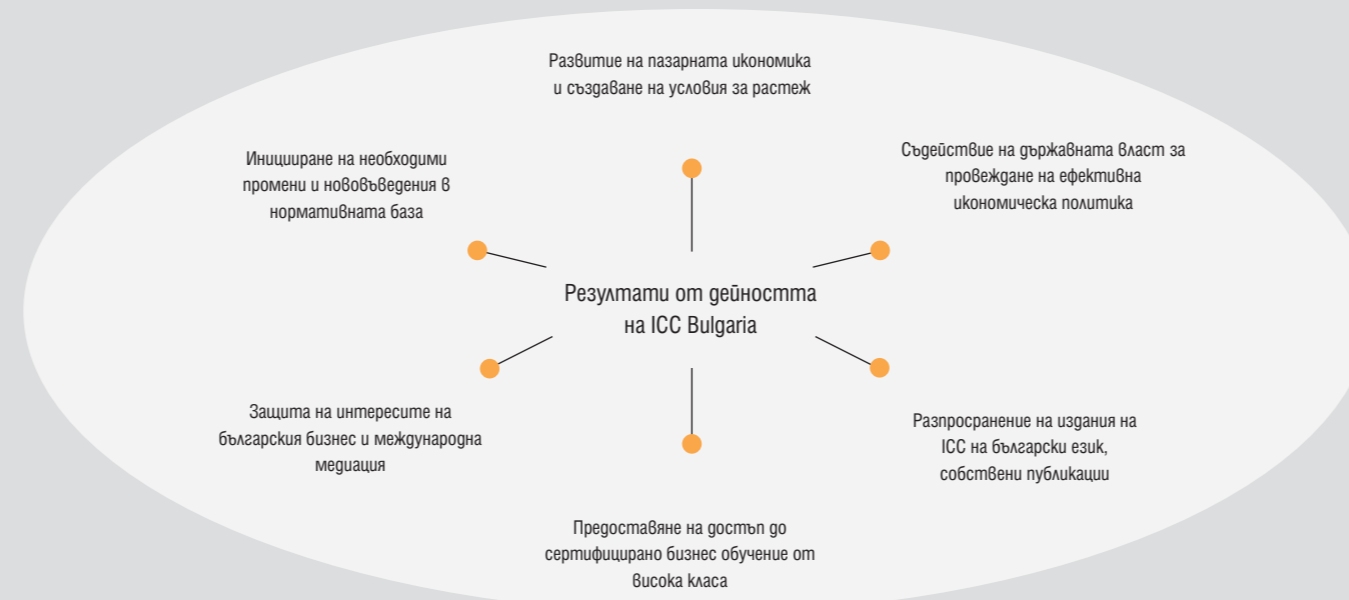 Развитие на пазарната икономика
и създаване на условия за растеж
Иницииране на необходими
промени и нововъведения в
нормативната база
Съдействие на държавната власт за
провеждане на ефективна
икономическа политика
Резултати от дейността
на ICC Bulgaria
Защита на интересите на
българския бизнес и международна
медиация
Разпросранение на издания на
ICC на български език,
собствени публикации
Предоставяне на достъп до
сертифицирано бизнес обучение от
висока класа